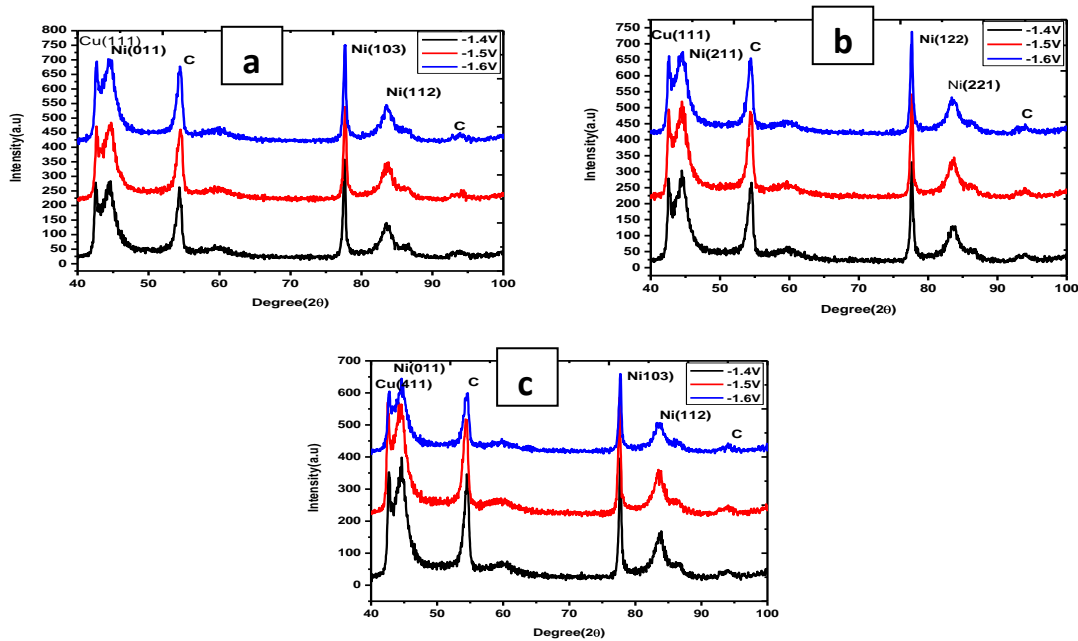 a
800
750
700
650
600
550
500
450
400
350
300
250
200
150
100
50
0
Intensity(a.u)
Cu(111)
Ni(011)
C
Ni(103)
Ni(112)
C
-1.4V
-1.5V
-1.6V
40 50 60 70 80 90 100
Degree(2θ)
b
750
700
650
600
550
500
450
400
350
300
250
200
150
100
50
0
Intensity(a.u)
Cu(111)
Ni(211)
C
Ni(122)
Ni(221)
C
-1.4V
-1.5V
-1.6V
40 50 60 70 80 90 100
Degree(2θ)
c
700
600
500
400
300
200
100
0
Intensity(a.u)
Ni(011)
Cu(411)
C
Ni103)
Ni(112)
C
-1.4V
-1.5V
-1.6V
40 50 60 70 80 90 100
Degree(2θ)